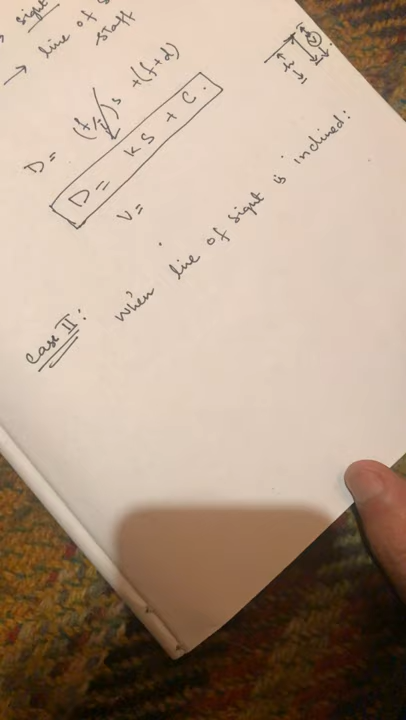 sight
→ line of
staff
D = (f/i)s + (f+d)
D = KS + C.
V =
Case II: When line of sight is inclined:
h